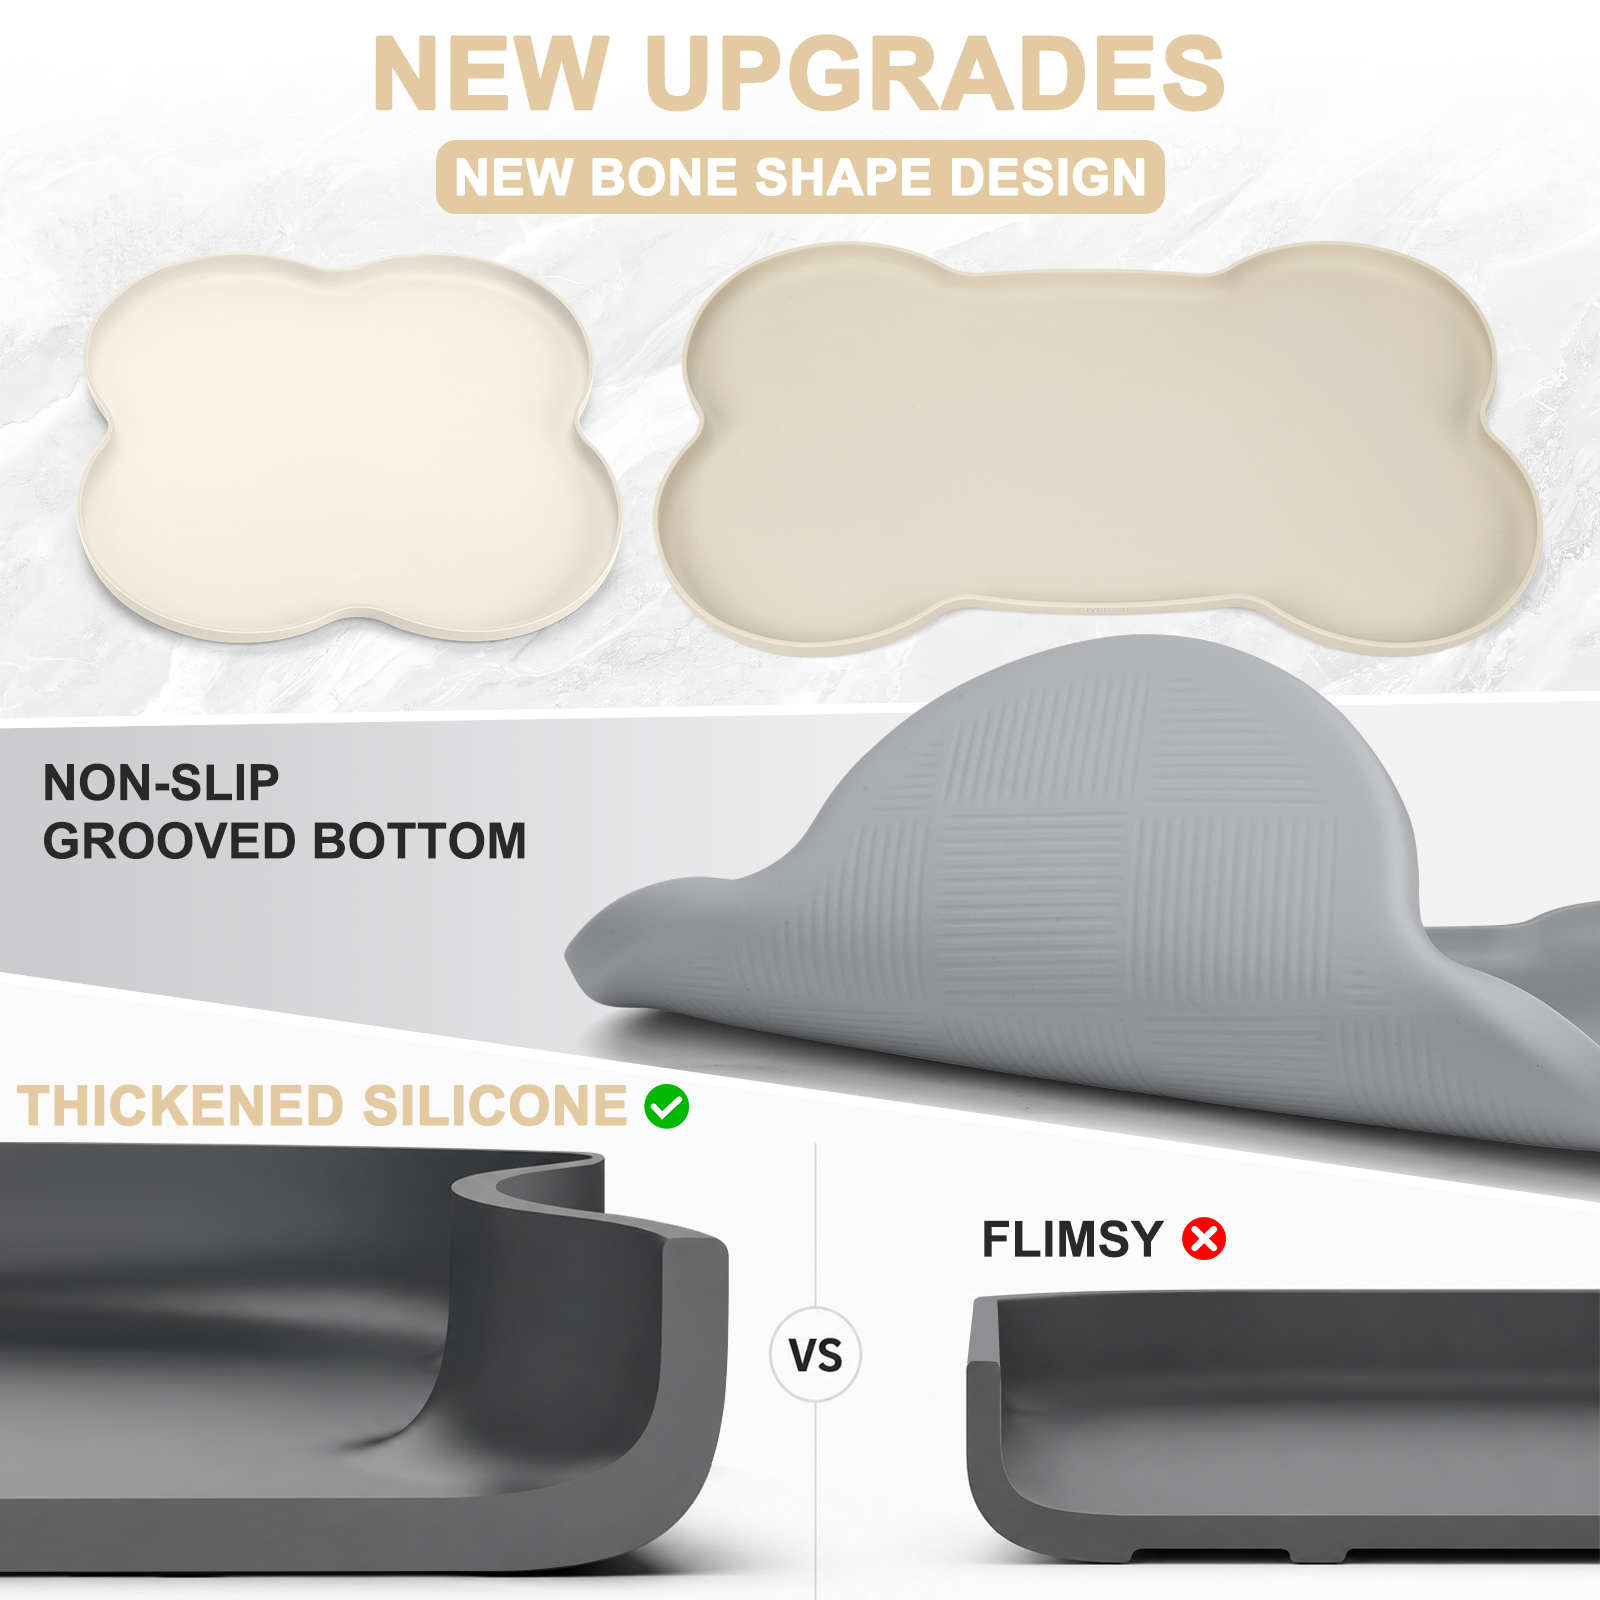 NEW UPGRADES
NEW BONE SHAPE DESIGN
NON-SLIP
GROOVED BOTTOM
THICKENED SILICONE
FLIMSY
VS